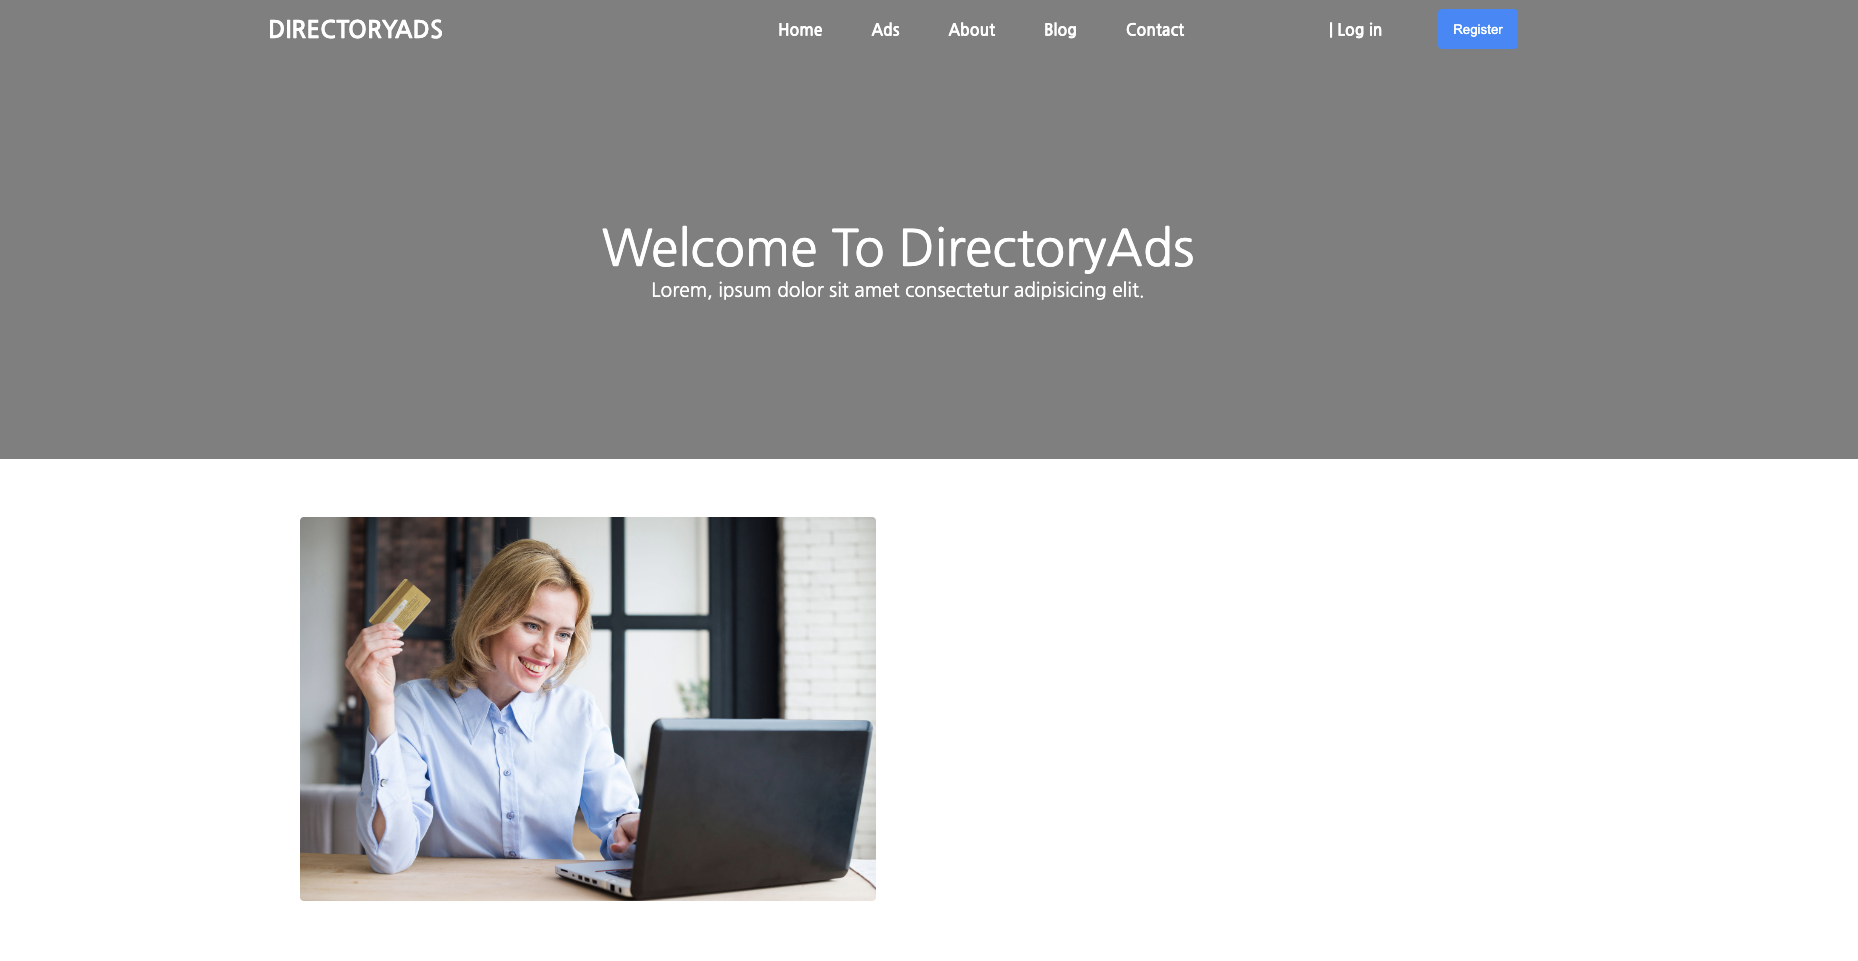 DIRECTORYADS Home Ads About Blog Contact | Log in Register
Welcome To DirectoryAds
Lorem, ipsum dolor sit amet consectetur adipisicing elit.